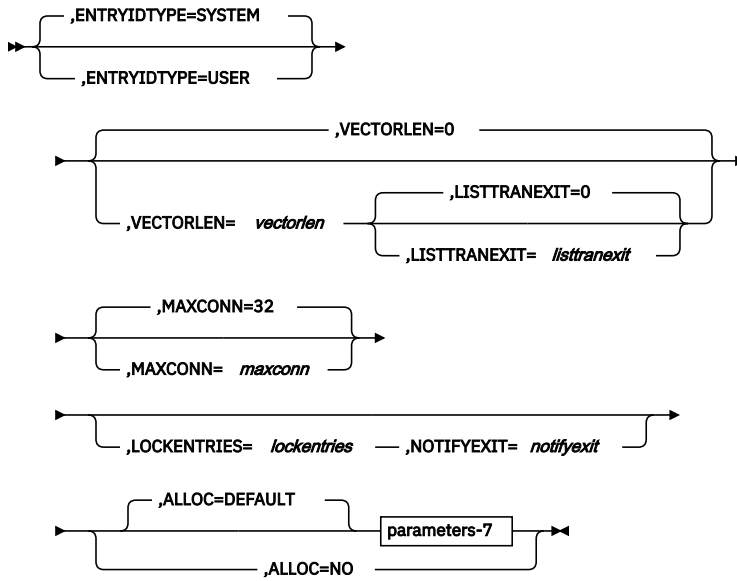 ,ENTRYIDTYPE=SYSTEM
,ENTRYIDTYPE=USER
,VECTORLEN=0
,LISTTRANEXIT=0
,VECTORLEN= vectorlen
,LISTTRANEXIT= listtranexit
,MAXCONN=32
,MAXCONN= maxconn
,LOCKENTRIES= lockentries ,NOTIFYEXIT= notifyexit
,ALLOC=DEFAULT
parameters-7
,ALLOC=NO